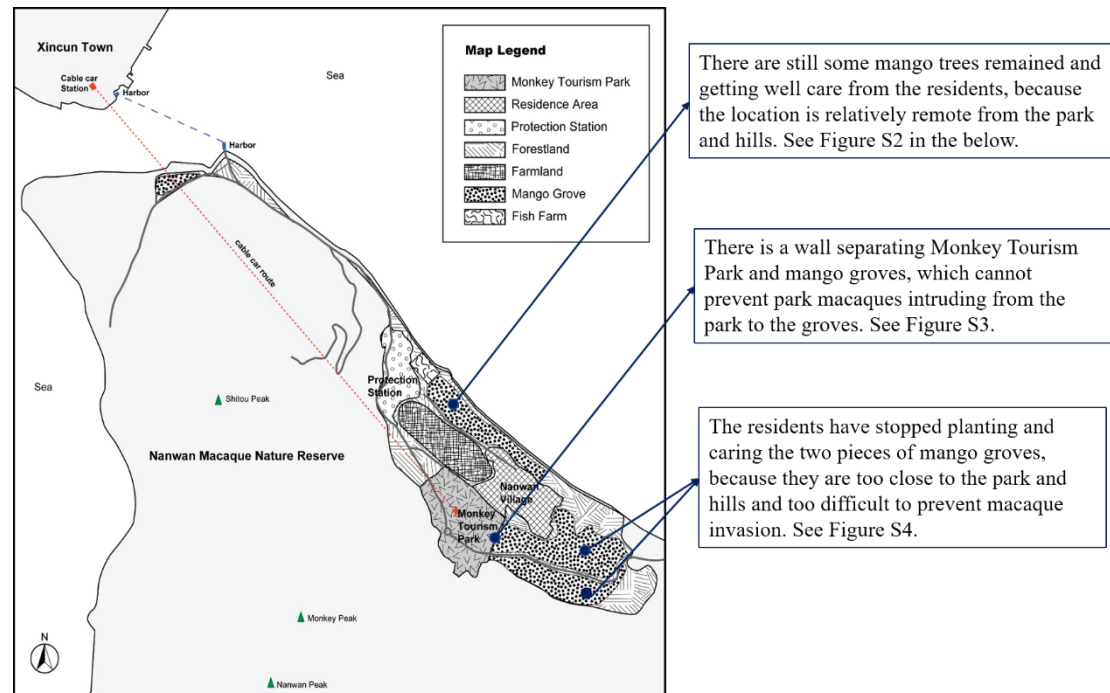 Xincun Town
Cable car
Station
Harbor
Sea
Harbor
Map Legend
Monkey Tourism Park
Residence Area
Protection Station
Forestland
Farmland
Mango Grove
Fish Farm
cable car route
Sea
Protection
Station
Shitou Peak
Nanwan Macaque Nature Reserve
Nanwan
Village
Monkey
Tourism
Park
Monkey Peak
N
Nanwan Peak
There are still some mango trees remained and
getting well care from the residents, because
the location is relatively remote from the park
and hills. See Figure S2 in the below.
There is a wall separating Monkey Tourism
Park and mango groves, which cannot
prevent park macaques intruding from the
park to the groves. See Figure S3.
The residents have stopped planting and
caring the two pieces of mango groves,
because they are too close to the park and
hills and too difficult to prevent macaque
invasion. See Figure S4.